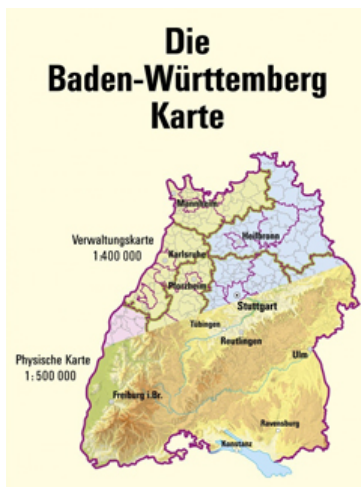 Die
Baden-Württemberg
Karte
Mannheim
Verwaltungskarte
1:400 000
Heilbronn
Karlsruhe
Pforzheim
Stuttgart
Tübingen
Reutlingen
Physische Karte
1: 500 000
Ulm
Freiburg i.Br.
Ravensburg
Konstanz